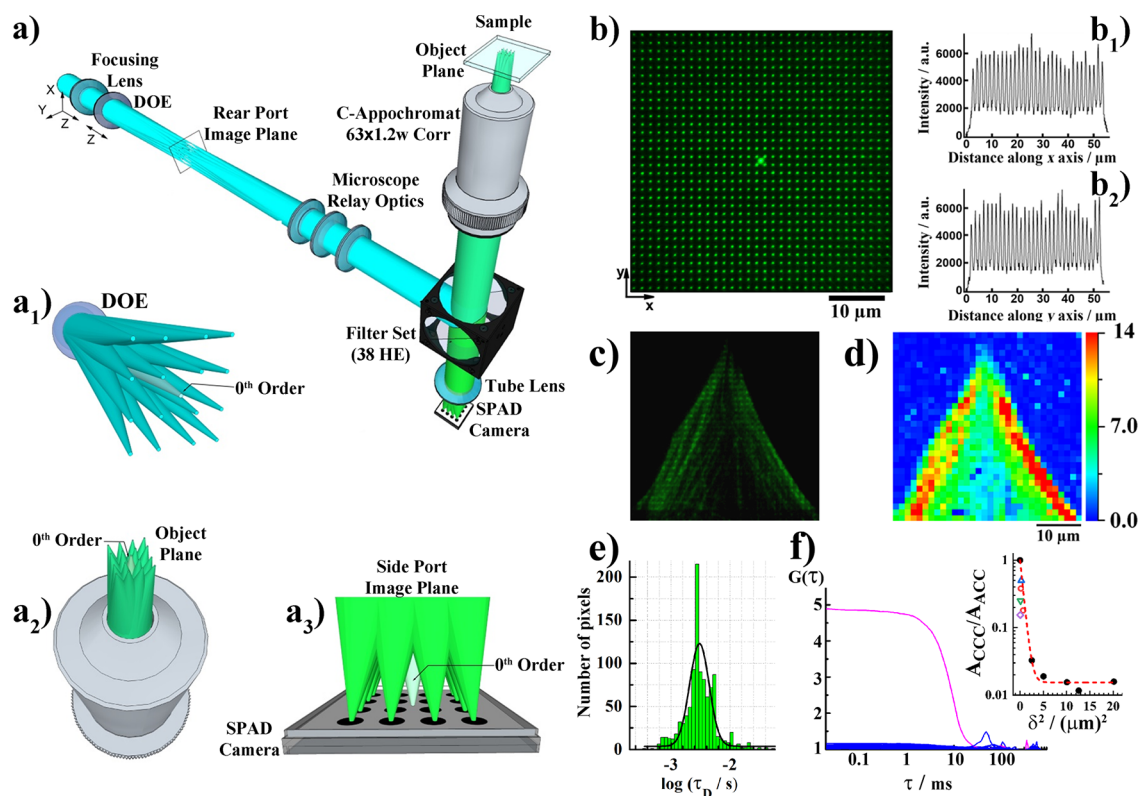 a)
Sample
Object
Plane
Focusing
Lens
DOE
X
Y
Z
Z
Rear Port
Image Plane
C-Appochromat
63x1.2w Corr
Microscope
Relay Optics
Filter Set
(38 HE)
Tube Lens
SPAD
Camera
a1)
DOE
0th Order
a2)
0th Order
Object
Plane
a3)
Side Port
Image Plane
0th Order
SPAD
Camera
b)
y
x
10 µm
b1)
Intensity / a.u.
6000
4000
2000
0
0 10 20 30 40 50
Distance along x axis / µm
b2)
Intensity / a.u.
6000
4000
2000
0
0 10 20 30 40 50
Distance along y axis / µm
c)
d)
14
7.0
0.0
10 µm
e)
Number of pixels
200
150
100
50
0
-3 -2
log (τD / s)
f)
G(τ)
5
4
3
2
1
0.1 1 10 100
τ / ms
ACCC/AACC
1
0.1
0.01
0 5 10 15 20
δ² / (µm)²